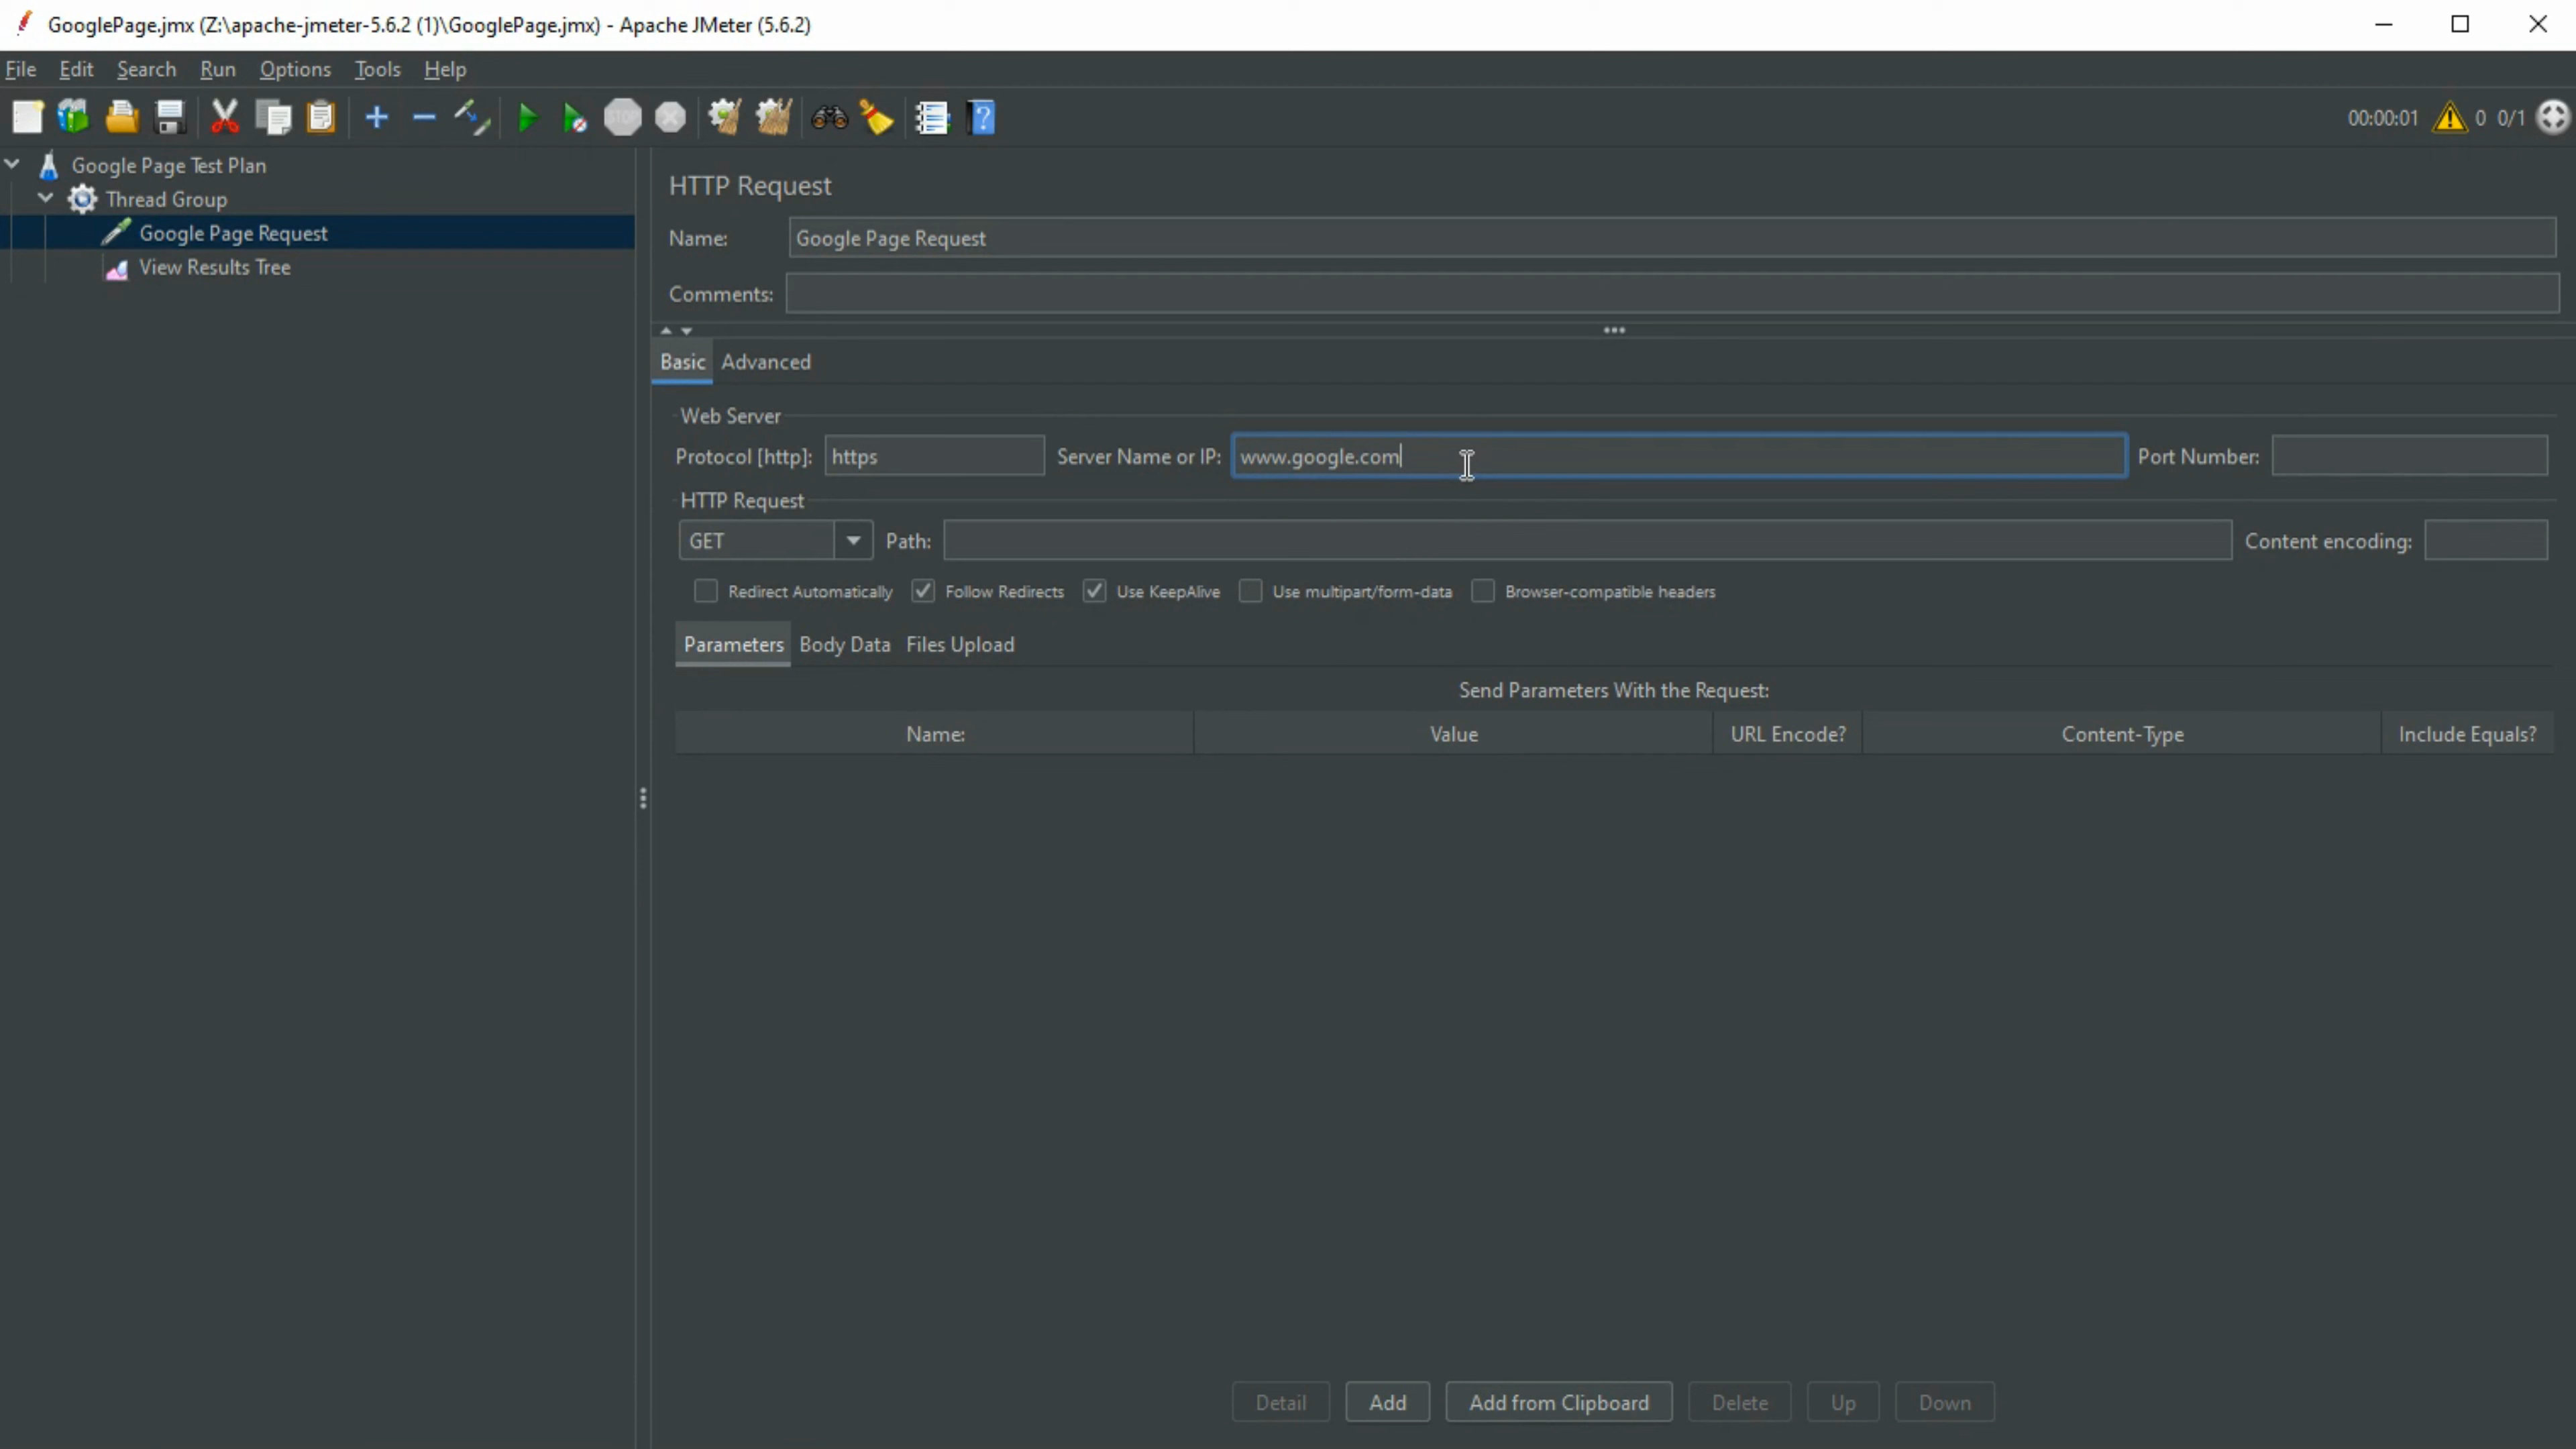 GooglePage.jmx (Z:\apache-jmeter-5.6.2 (1)\GooglePage.jmx) - Apache JMeter (5.6.2)
File Edit Search Run Options Tools Help
STOP
?
00:00:01 0 0/1
Google Page Test Plan
Thread Group
Google Page Request
View Results Tree
HTTP Request
Name: Google Page Request
Comments:
Basic Advanced
Web Server
Protocol [http]: https Server Name or IP: www.google.com Port Number:
HTTP Request
GET Path: Content encoding:
Redirect Automatically Follow Redirects Use KeepAlive Use multipart/form-data Browser-compatible headers
Parameters Body Data Files Upload
Send Parameters With the Request:
Name: Value URL Encode? Content-Type Include Equals?
Detail Add Add from Clipboard Delete Up Down